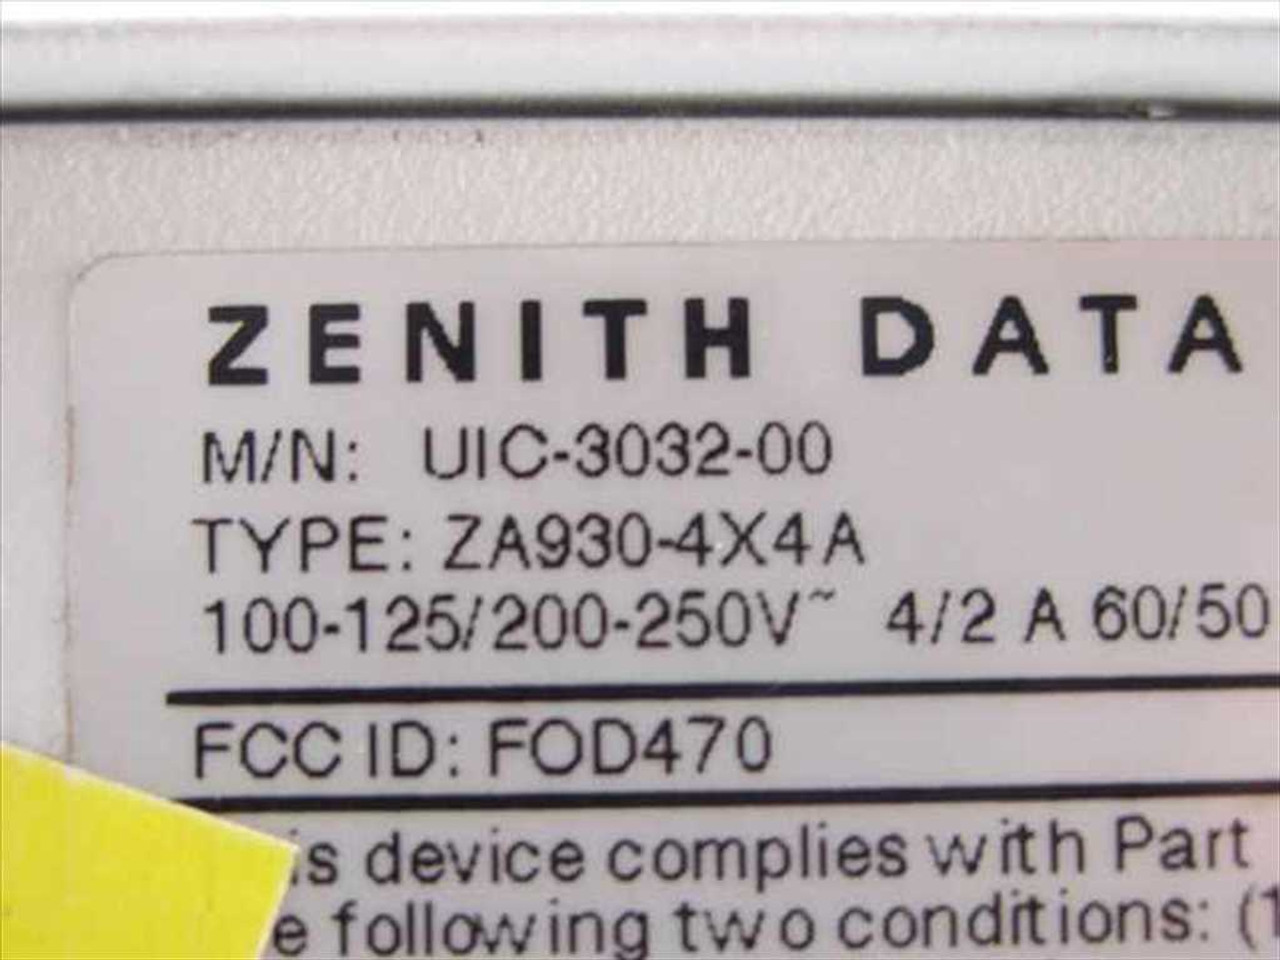 ZENITH DATA
M/N: UIC-3032-00
TYPE: ZA930-4X4A
100-125/200-250V~ 4/2 A 60/50
FCC ID: FOD470
is device complies with Part
e following two conditions: (1